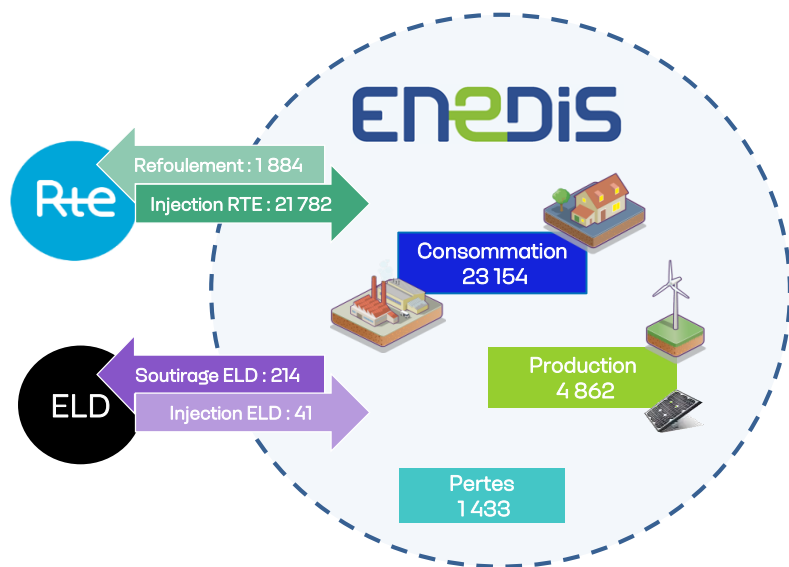 ENEDIS
Rte
Refoulement : 1 884
Injection RTE : 21 782
Consommation
23 154
ELD
Soutirage ELD : 214
Injection ELD : 41
Production
4 862
Pertes
1 433